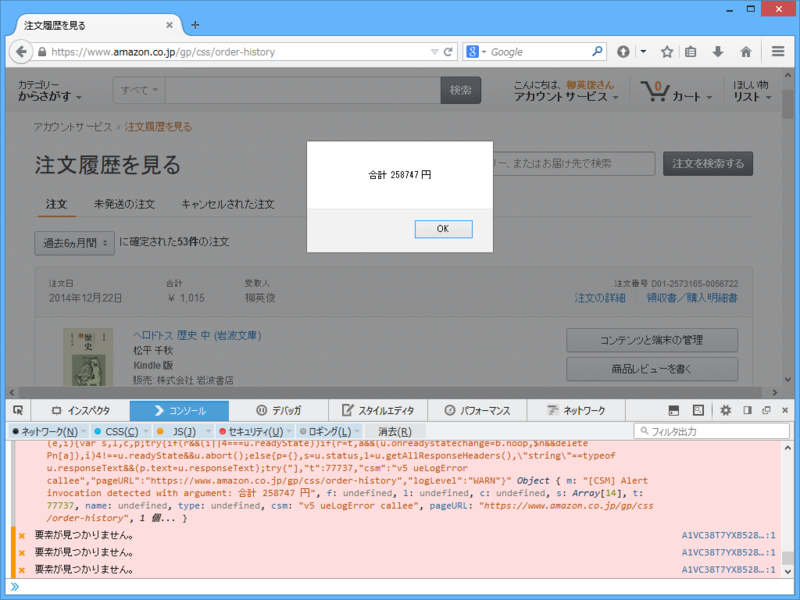 注文履歴を見る
https://www.amazon.co.jp/gp/css/order-history
Google
カテゴリー
からさがす
すべて
検索
こんにちは、柳英俊さん
アカウントサービス
0
カート
ほしい物
リスト
アカウントサービス › 注文履歴を見る
注文履歴を見る
リー、またはお届け先で検索
注文を検索する
注文
未発送の注文
キャンセルされた注文
過去6ヵ月間
に確定された53件の注文
合計 258747 円
OK
注文日
合計
受取人
注文番号 D01-2573165-0056722
2014年12月22日
¥ 1,015
柳英俊
注文の詳細
領収書/購入明細書
歴史
ヘロドトス 歴史 中 (岩波文庫)
松平 千秋
Kindle 版
販売: 株式会社 岩波書店
コンテンツと端末の管理
商品レビューを書く
インスペクタ
コンソール
デバッガ
スタイルエディタ
パフォーマンス
ネットワーク
ネットワーク(N)
CSS(C)
JS(J)
セキュリティ(U)
ロギング(L)
消去(R)
フィルタ出力
(e,i){var s,l,c,p;try{if(r&&(i||4===u.readyState))if(r=t,a&&(u.onreadystatechange=b.noop,$n&&delete
Pn[a]),i)4!==u.readyState&&u.abort();else{p={},s=u.status,l=u.getAllResponseHeaders(),\"string\"==typeof
u.responseText&&(p.text=u.responseText);try{"],"t":77737,"csm":"v5 ueLogError
callee","pageURL":"https://www.amazon.co.jp/gp/css/order-history","logLevel":"WARN"}" Object { m: "[CSM] Alert
invocation detected with argument: 合計 258747 円", f: undefined, l: undefined, c: undefined, s: Array[14], t:
77737, name: undefined, type: undefined, csm: "v5 ueLogError callee", pageURL: "https://www.amazon.co.jp/gp/css
/order-history", 1 個... }
要素が見つかりません。
A1VC38T7YXB528…:1
要素が見つかりません。
A1VC38T7YXB528…:1
要素が見つかりません。
A1VC38T7YXB528…:1